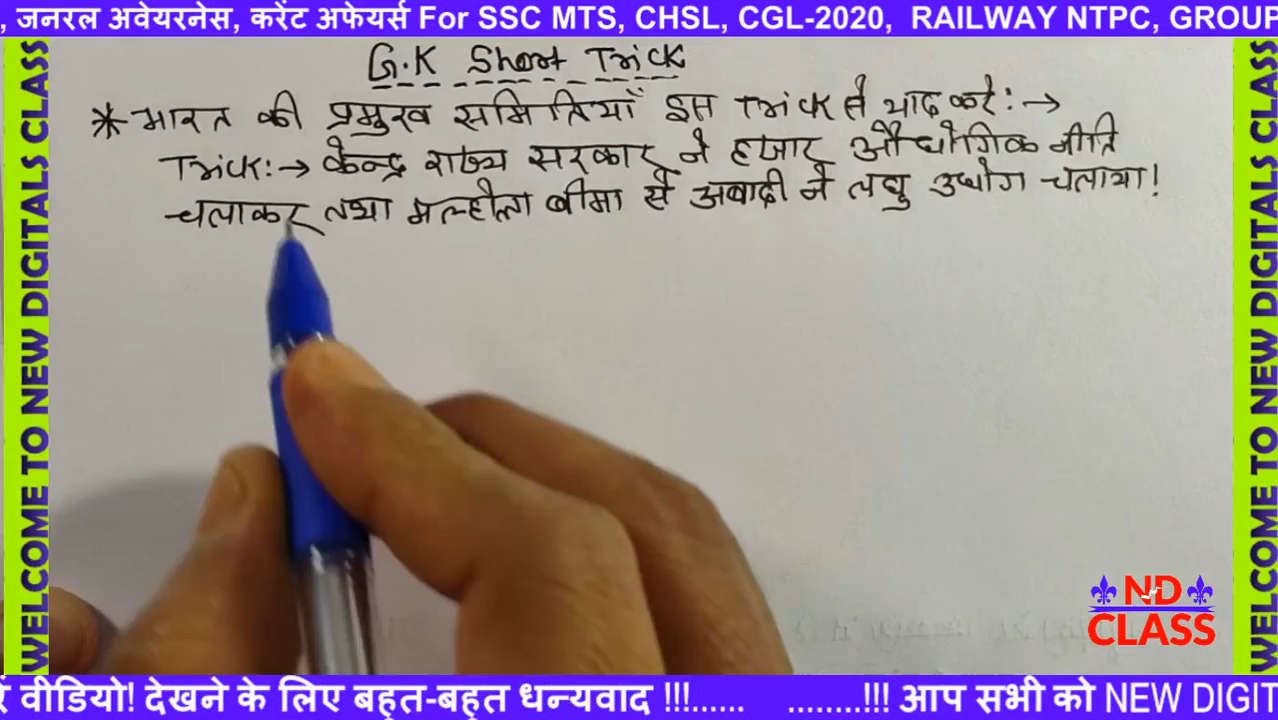 , जनरल अवेयरनेस, करेंट अफेयर्स For SSC MTS, CHSL, CGL-2020, RAILWAY NTPC, GROUP
G.K Short Trick
* भारत की प्रमुख समितियाँ इस Trick से याद करे :→
Trick:→ केन्द्र राज्य सरकार ने हजार औद्योगिक नीति
चलाकर तथा मल्होत्रा बीमा से अबादी ने लघु उद्योग चलाया!
WELCOME TO NEW DIGITALS CLASS
WELCOME TO NEW DIGITALS CLASS
ND
CLASS
रें वीडियो! देखने के लिए बहुत-बहुत धन्यवाद !!!...... ........!!! आप सभी को NEW DIGIT